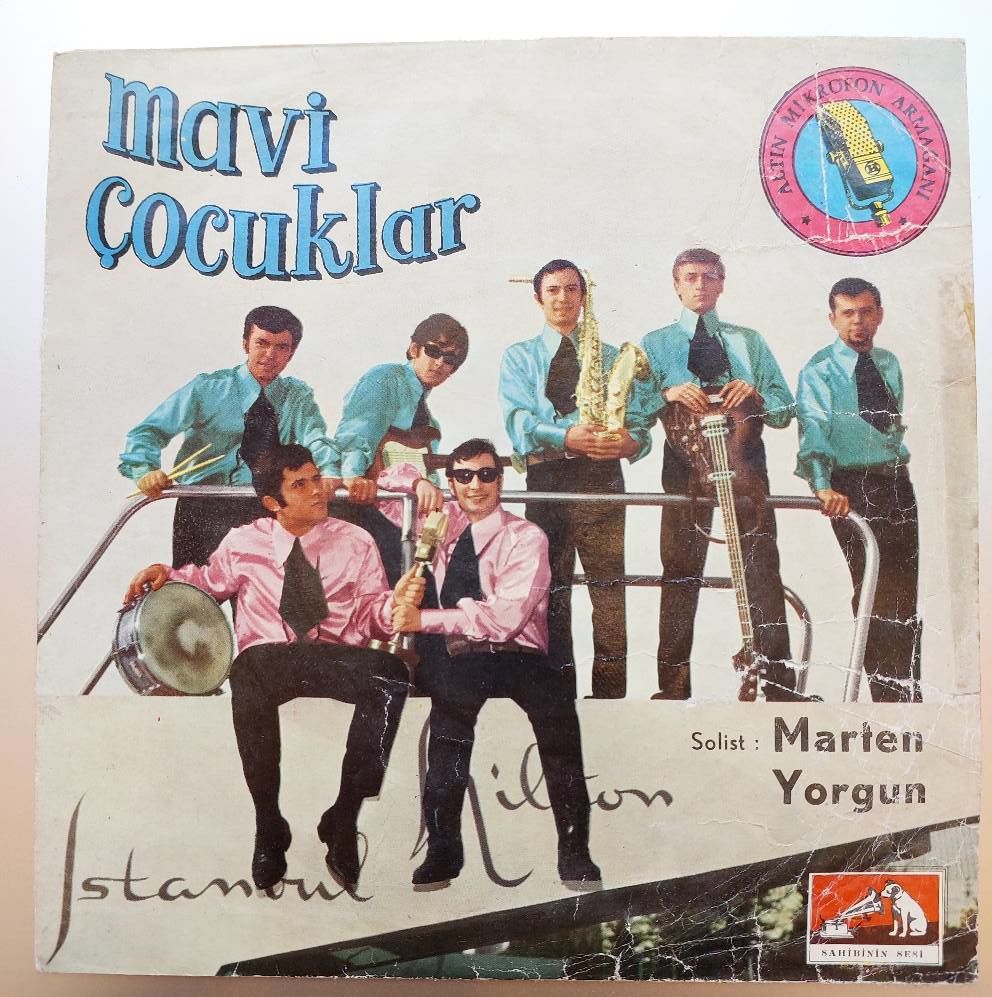 mavi
çocuklar
ALTIN MİKROFON ARMAĞANI
Solist : Marten
Yorgun
Istanbul Hilton
SAHİBİNİN SESİ